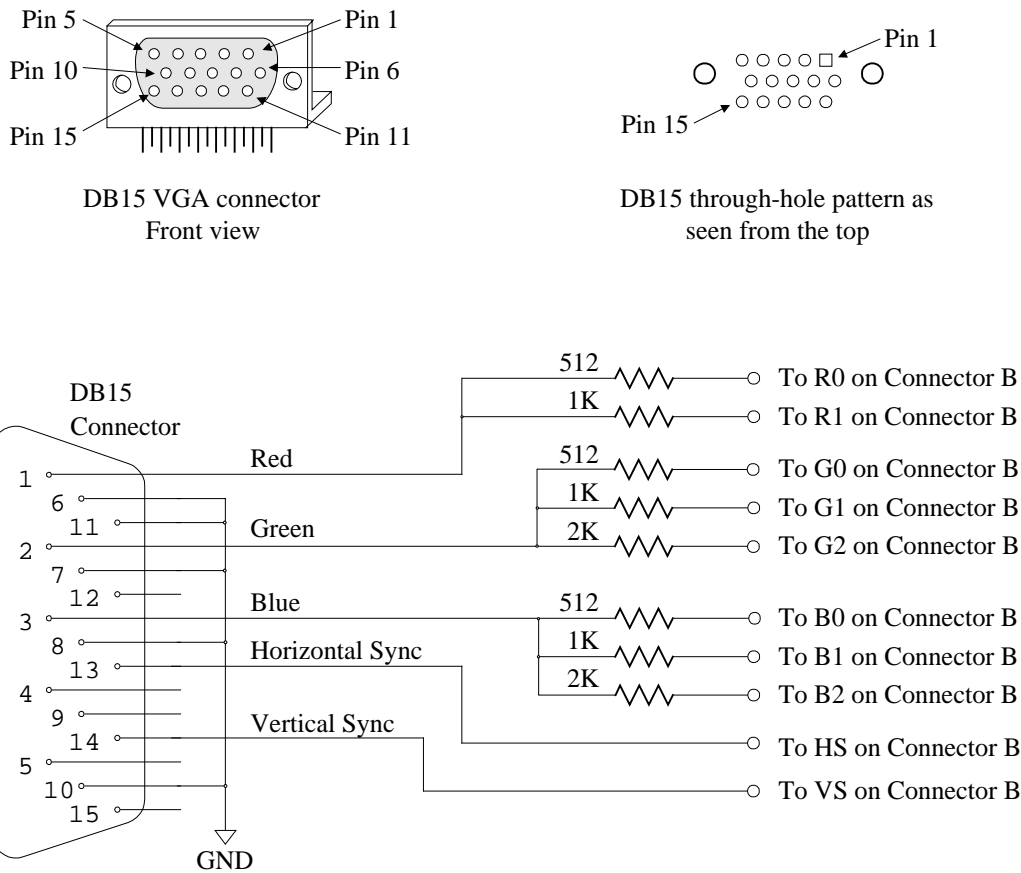 Pin 5
Pin 1
Pin 10
Pin 6
Pin 15
Pin 11
DB15 VGA connector
Front view
Pin 1
Pin 15
DB15 through-hole pattern as
seen from the top
DB15
Connector
1
6
11
2
7
12
3
8
13
4
9
14
5
10
15
Red
Green
Blue
Horizontal Sync
Vertical Sync
GND
512
To R0 on Connector B
1K
To R1 on Connector B
512
To G0 on Connector B
1K
To G1 on Connector B
2K
To G2 on Connector B
512
To B0 on Connector B
1K
To B1 on Connector B
2K
To B2 on Connector B
To HS on Connector B
To VS on Connector B